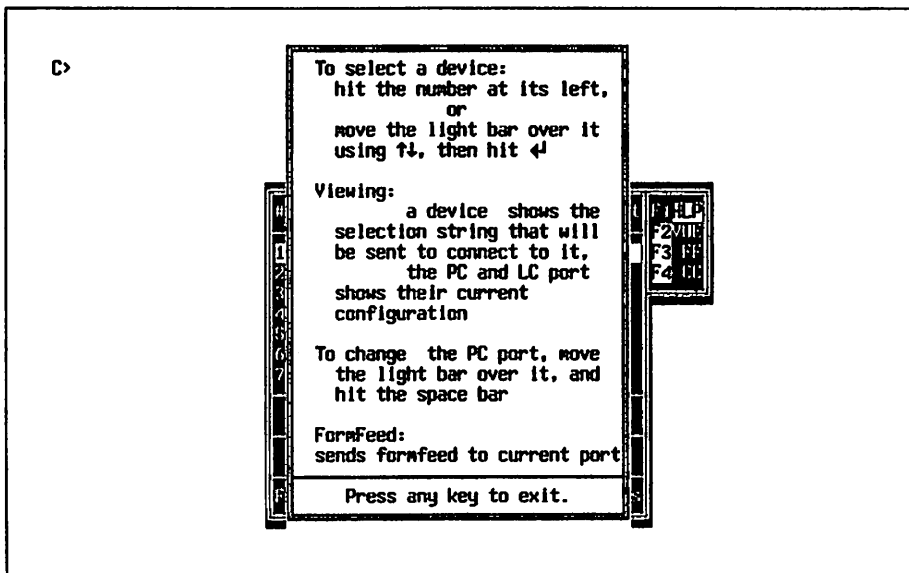 C>
To select a device:
hit the number at its left,
or
move the light bar over it
using ↑↓, then hit ↵
Viewing:
a device shows the
selection string that will
be sent to connect to it,
the PC and LC port
shows their current
configuration
To change the PC port, move
the light bar over it, and
hit the space bar
FormFeed:
sends formfeed to current port
Press any key to exit.
#
1
2
3
4
5
6
7
F1 HLP
F2
F3 FF
F4